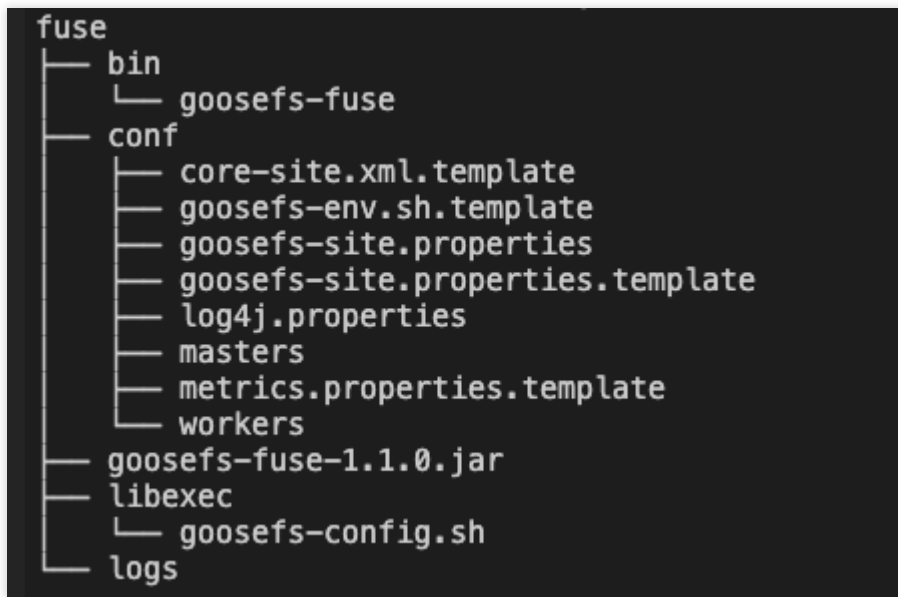 fuse
├── bin
│   └── goosefs-fuse
├── conf
│   ├── core-site.xml.template
│   ├── goosefs-env.sh.template
│   ├── goosefs-site.properties
│   ├── goosefs-site.properties.template
│   ├── log4j.properties
│   ├── masters
│   ├── metrics.properties.template
│   └── workers
├── goosefs-fuse-1.1.0.jar
├── libexec
│   └── goosefs-config.sh
└── logs